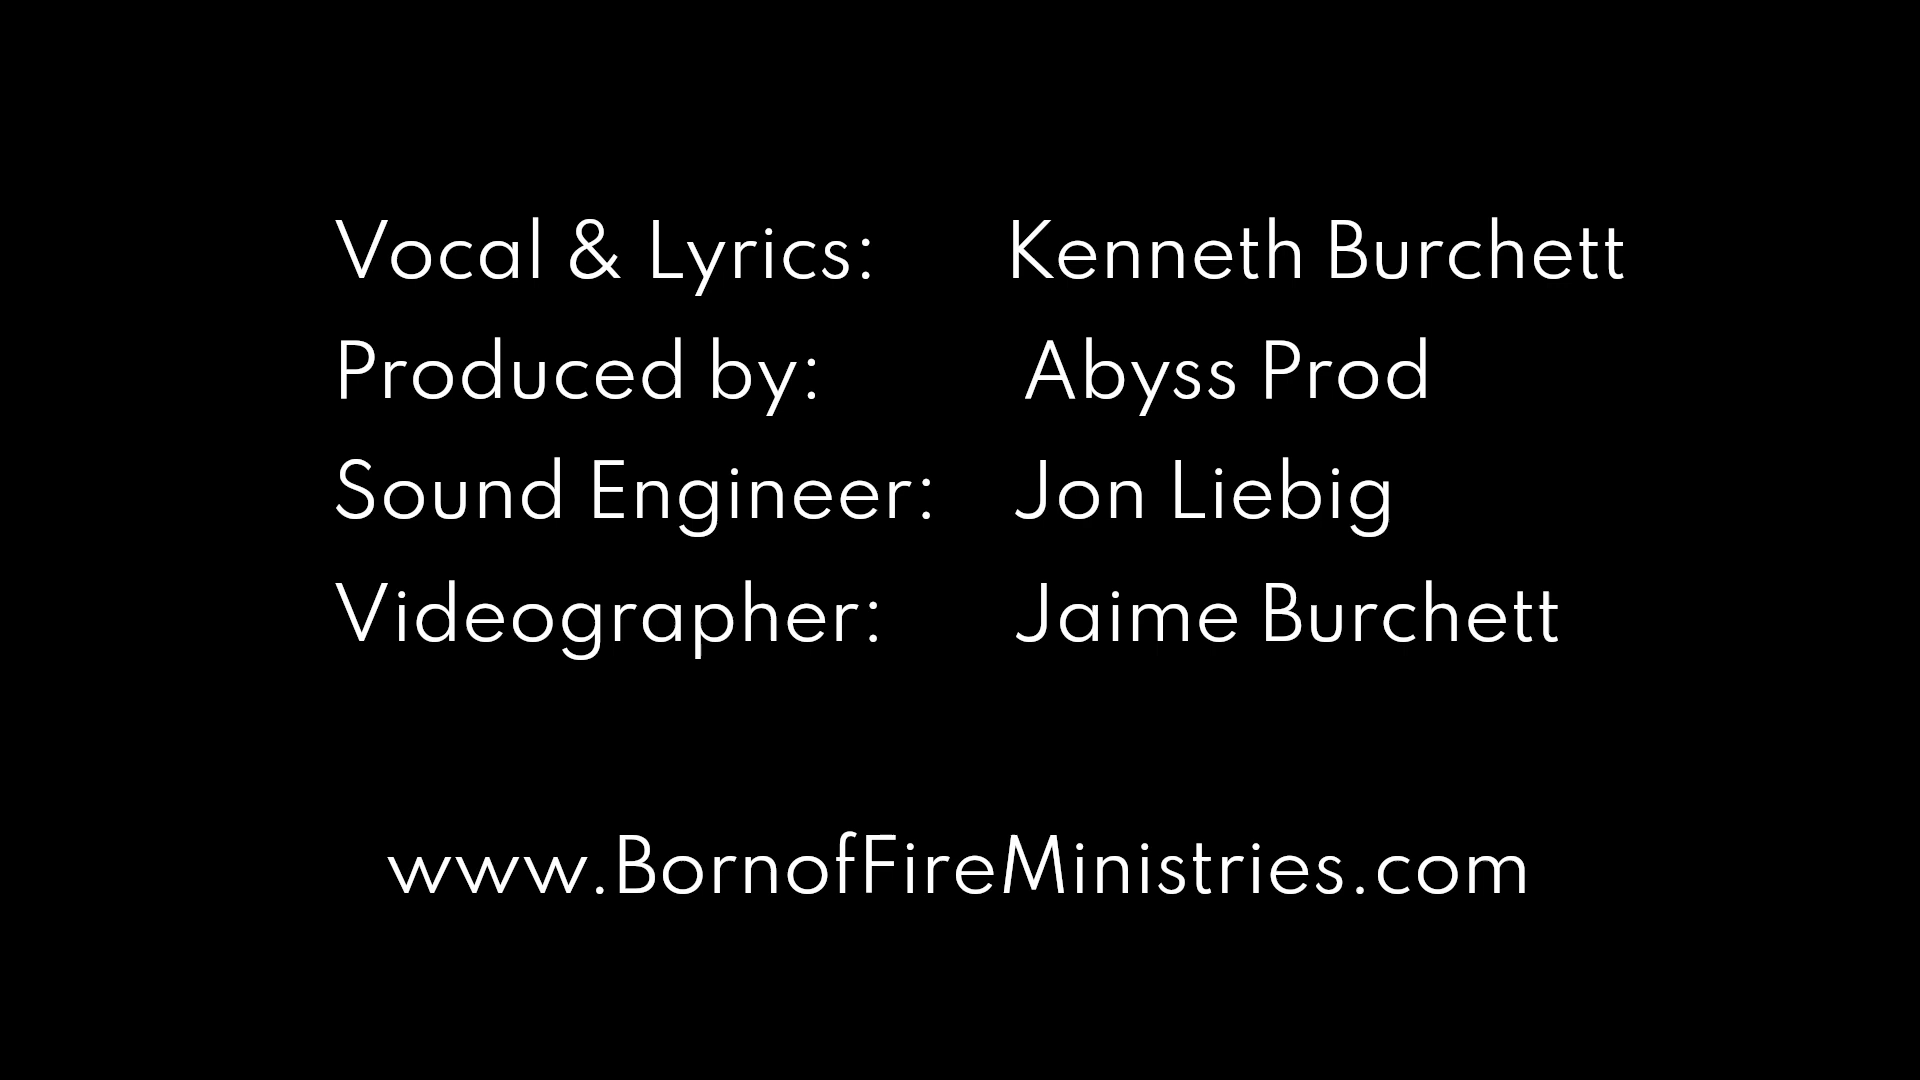 Vocal & Lyrics: Kenneth Burchett
Produced by: Abyss Prod
Sound Engineer: Jon Liebig
Videographer: Jaime Burchett
www.BornofFireMinistries.com